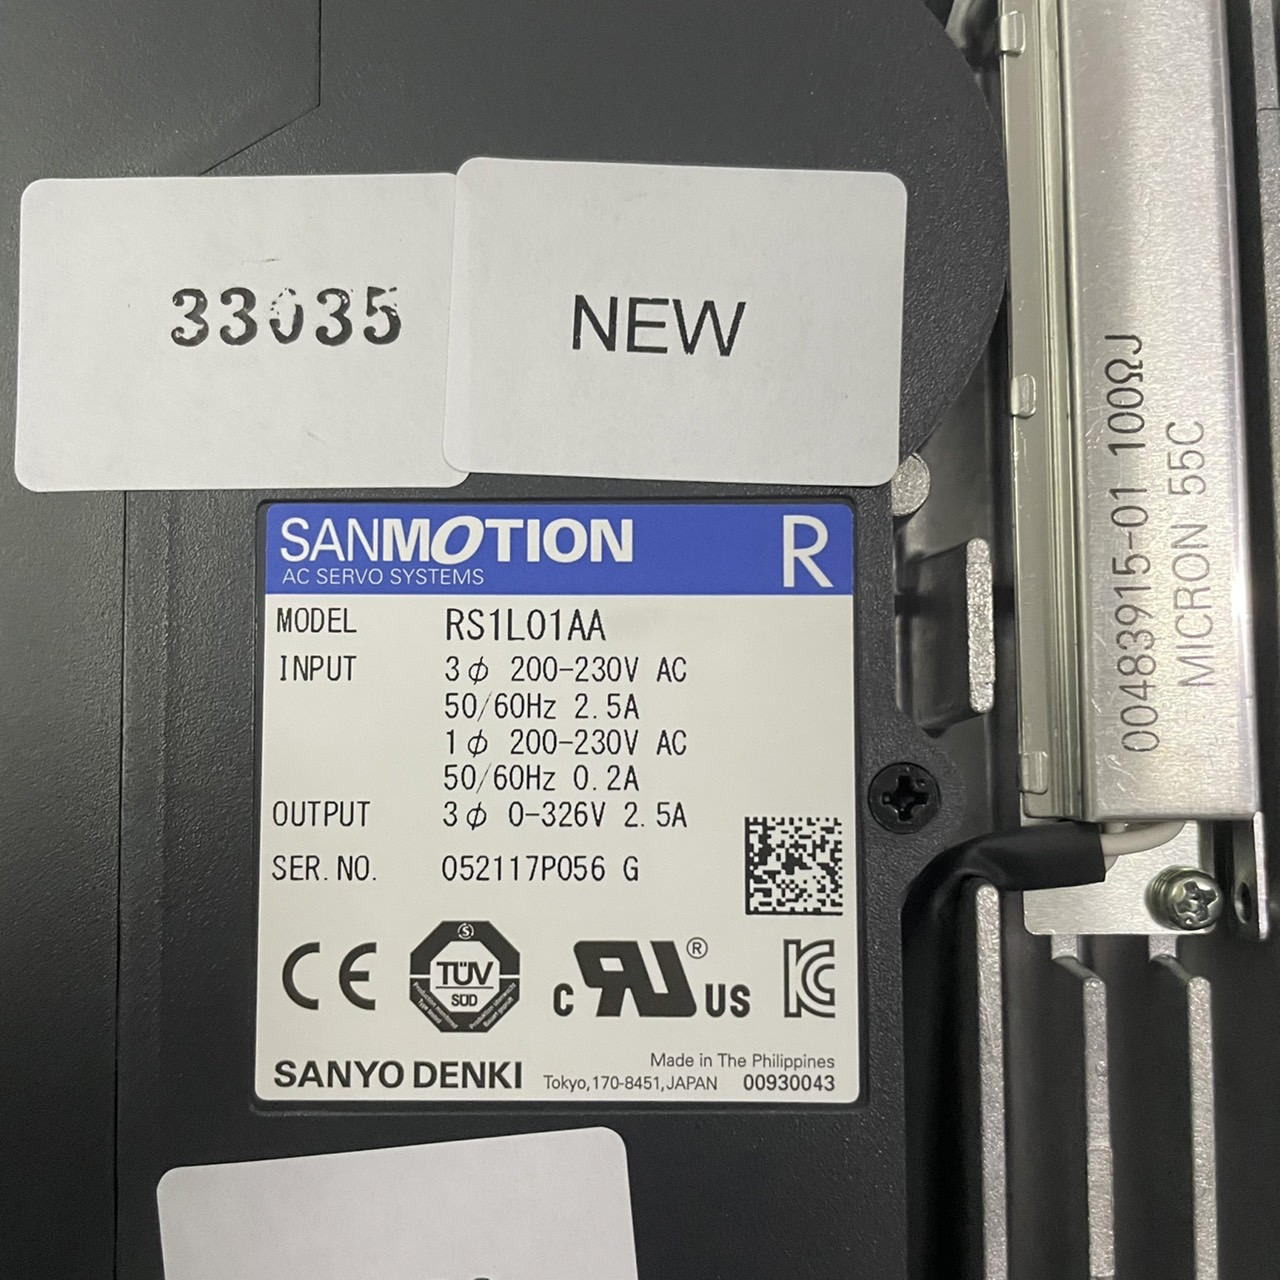 33035
NEW
SANMOTION
R
AC SERVO SYSTEMS
MODEL RS1L01AA
INPUT 3φ 200-230V AC
50/60Hz 2.5A
1φ 200-230V AC
50/60Hz 0.2A
OUTPUT 3φ 0-326V 2.5A
SER.NO. 052117P056 G
CE
S
TÜV
SÜD
c RU ® US
KC
SANYO DENKI
Made in The Philippines
Tokyo,170-8451,JAPAN 00930043
00483915-01 100ΩJ
MICRON 55C